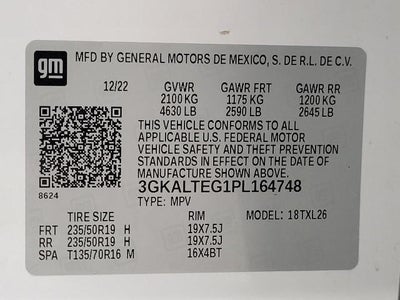 gm
MFD BY GENERAL MOTORS DE MEXICO, S. DE R.L. DE C.V.
12/22 GVWR GAWR FRT GAWR RR
2100 KG 1175 KG 1200 KG
4630 LB 2590 LB 2645 LB
THIS VEHICLE CONFORMS TO ALL
APPLICABLE U.S. FEDERAL MOTOR
VEHICLE SAFETY AND THEFT PREVENTION
STANDARDS IN EFFECT ON THE DATE OF
MANUFACTURE SHOWN ABOVE.
3GKALTEG1PL164748
8624
TYPE: MPV
TIRE SIZE RIM MODEL: 18TXL26
FRT 235/50R19 H 19X7.5J
RR 235/50R19 H 19X7.5J
SPA T135/70R16 M 16X4BT